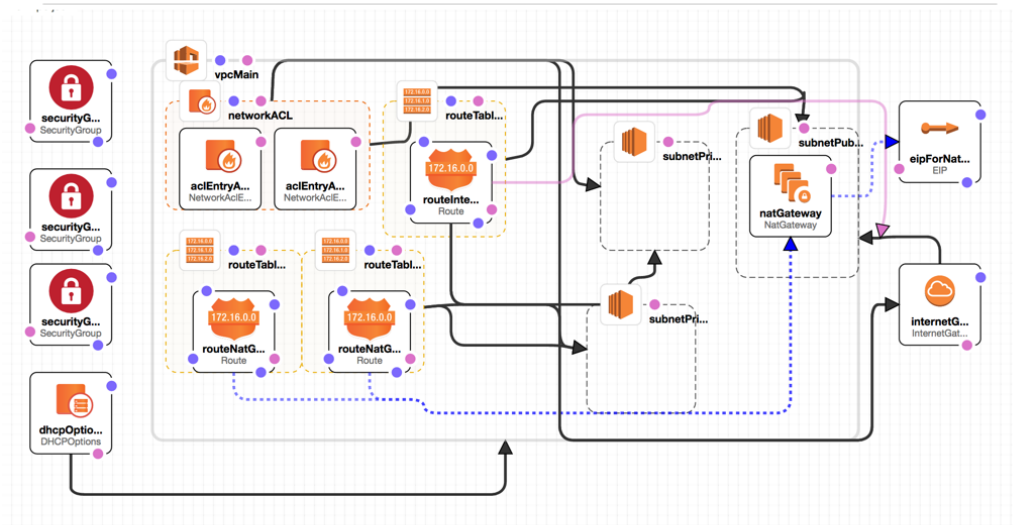 vpcMain
securityG...
SecurityGroup
networkACL
172.16.0.0
172.16.1.0
172.16.2.0
routeTabl...
aclEntryA...
NetworkAclE...
aclEntryA...
NetworkAclE...
172.16.0.0
routeInte...
Route
subnetPri...
subnetPub...
natGateway
NatGateway
eipForNat...
EIP
securityG...
SecurityGroup
172.16.0.0
172.16.1.0
172.16.2.0
routeTabl...
172.16.0.0
172.16.1.0
172.16.2.0
routeTabl...
securityG...
SecurityGroup
172.16.0.0
routeNatG...
Route
172.16.0.0
routeNatG...
Route
subnetPri...
internetG...
InternetGat...
dhcpOptio...
DHCPOptions